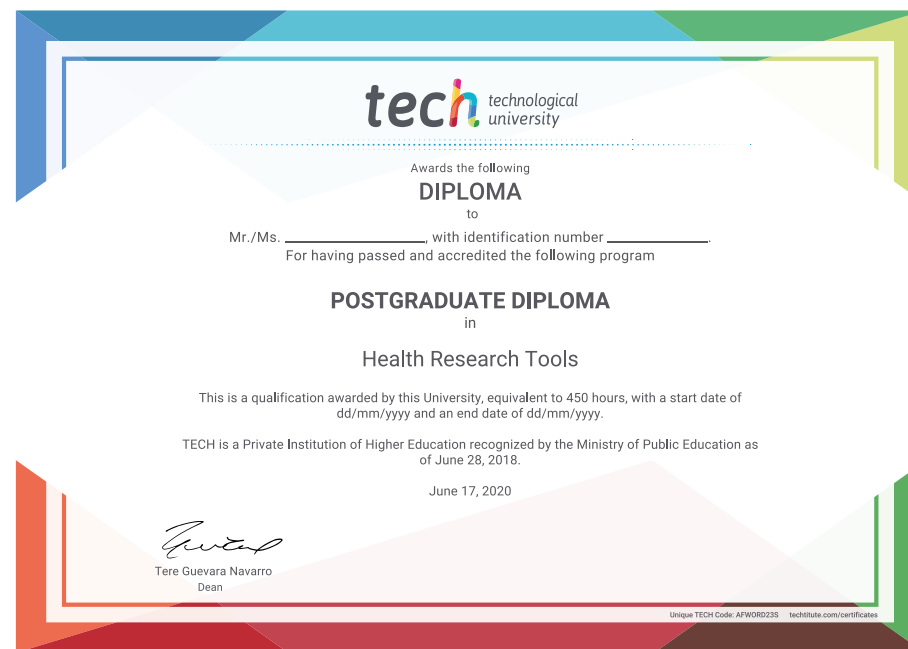 tech technological
university
Awards the following
DIPLOMA
to
Mr./Ms. ____________, with identification number ____________.
For having passed and accredited the following program
POSTGRADUATE DIPLOMA
in
Health Research Tools
This is a qualification awarded by this University, equivalent to 450 hours, with a start date of
dd/mm/yyyy and an end date of dd/mm/yyyy.
TECH is a Private Institution of Higher Education recognized by the Ministry of Public Education as
of June 28, 2018.
June 17, 2020
Tere Guevara Navarro
Dean
Unique TECH Code: AFWORD23S techtitute.com/certificates